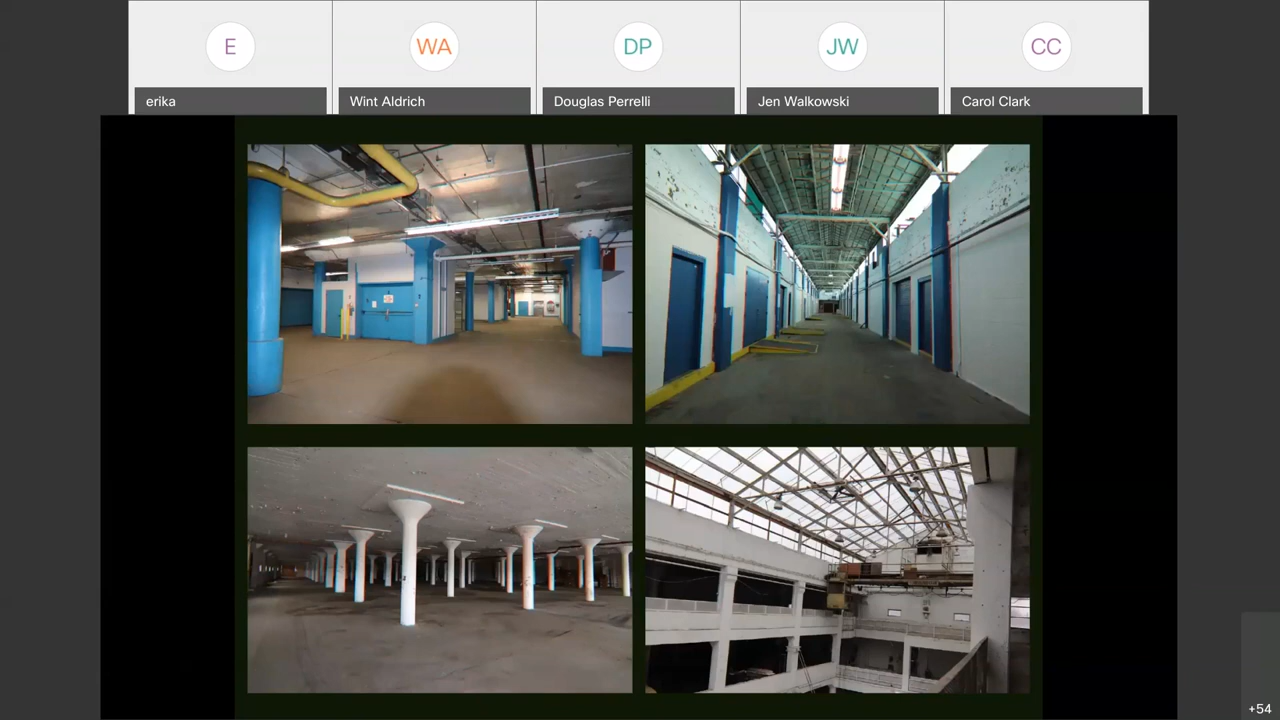 E
WA
DP
JW
CC
erika
Wint Aldrich
Douglas Perrelli
Jen Walkowski
Carol Clark
+54